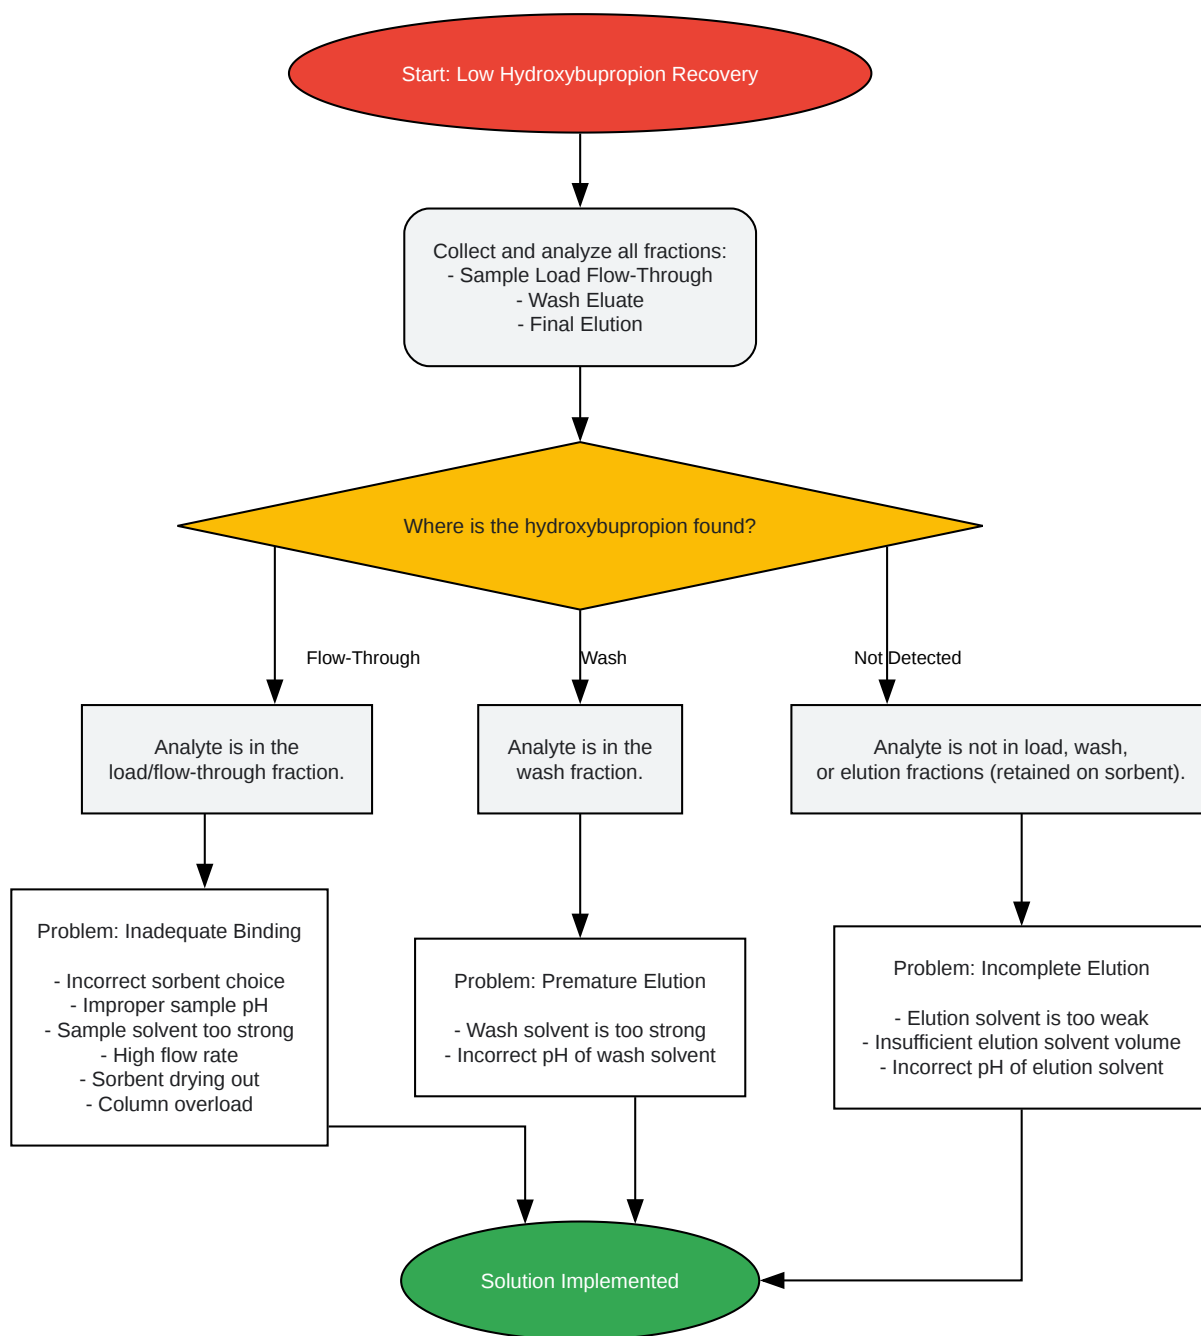 Start: Low Hydroxybupropion Recovery
Collect and analyze all fractions:
- Sample Load Flow-Through
- Wash Eluate
- Final Elution
Where is the hydroxybupropion found?
Flow-Through
Wash
Not Detected
Analyte is in the
load/flow-through fraction.
Analyte is in the
wash fraction.
Analyte is not in load, wash,
or elution fractions (retained on sorbent).
Problem: Inadequate Binding
- Incorrect sorbent choice
- Improper sample pH
- Sample solvent too strong
- High flow rate
- Sorbent drying out
- Column overload
Problem: Premature Elution
- Wash solvent is too strong
- Incorrect pH of wash solvent
Problem: Incomplete Elution
- Elution solvent is too weak
- Insufficient elution solvent volume
- Incorrect pH of elution solvent
Solution Implemented